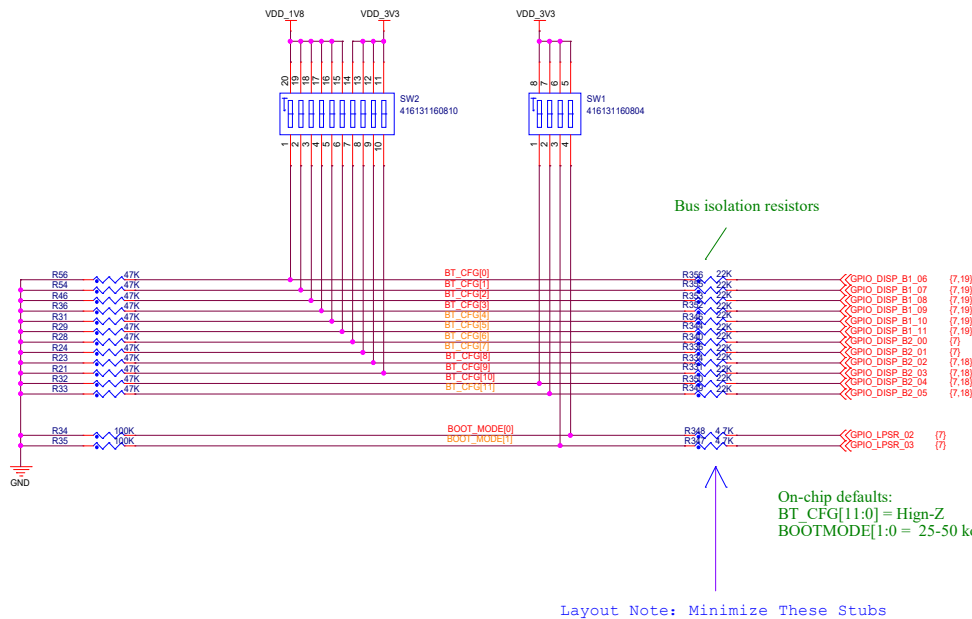 VDD_1V8 VDD_3V3 VDD_3V3
20 19 18 17 16 15 14 13 12 11 8 7 6 5
SW2 SW1
416131160810 416131160804
1 2 3 4 5 6 7 8 9 10 1 2 3 4
Bus isolation resistors
R56 47K BT_CFG[0] R356 22K GPIO_DISP_B1_06 {7,19}
R54 47K BT_CFG[1] 22K GPIO_DISP_B1_07 {7,19}
R46 47K BT_CFG[2] 22K GPIO_DISP_B1_08 {7,19}
R36 47K BT_CFG[3] 22K GPIO_DISP_B1_09 {7,19}
R31 47K BT_CFG[4] 22K GPIO_DISP_B1_10 {7,19}
R29 47K BT_CFG[5] 22K GPIO_DISP_B1_11 {7,19}
R28 47K BT_CFG[6] 22K GPIO_DISP_B2_00 {7}
R24 47K BT_CFG[7] 22K GPIO_DISP_B2_01 {7}
R23 47K BT_CFG[8] 22K GPIO_DISP_B2_02 {7,18}
R21 47K BT_CFG[9] 22K GPIO_DISP_B2_03 {7,18}
R32 47K BT_CFG[10] 22K GPIO_DISP_B2_04 {7,18}
R33 47K BT_CFG[11] 22K GPIO_DISP_B2_05 {7,18}
R34 100K BOOT_MODE[0] R348 4.7K GPIO_LPSR_02 {7}
R35 100K BOOT_MODE[1] 4.7K GPIO_LPSR_03 {7}
GND
On-chip defaults:
BT_CFG[11:0] = Hign-Z
BOOTMODE[1:0 = 25-50 k
Layout Note: Minimize These Stubs